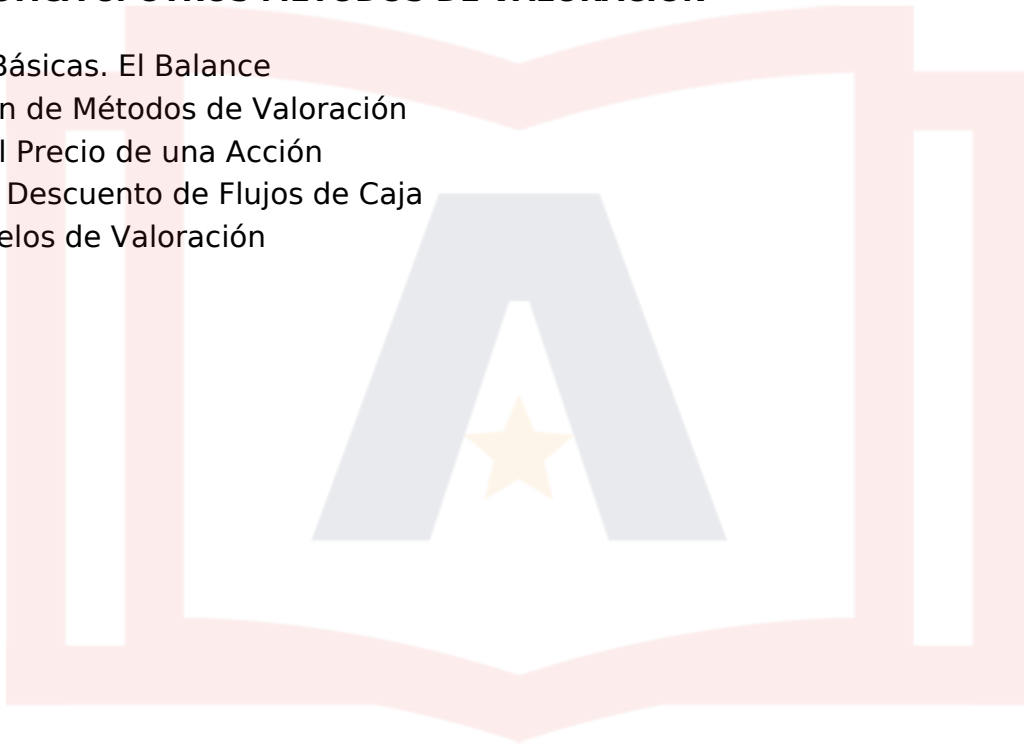 Básicas. El Balance
n de Métodos de Valoración
l Precio de una Acción
Descuento de Flujos de Caja
elos de Valoración